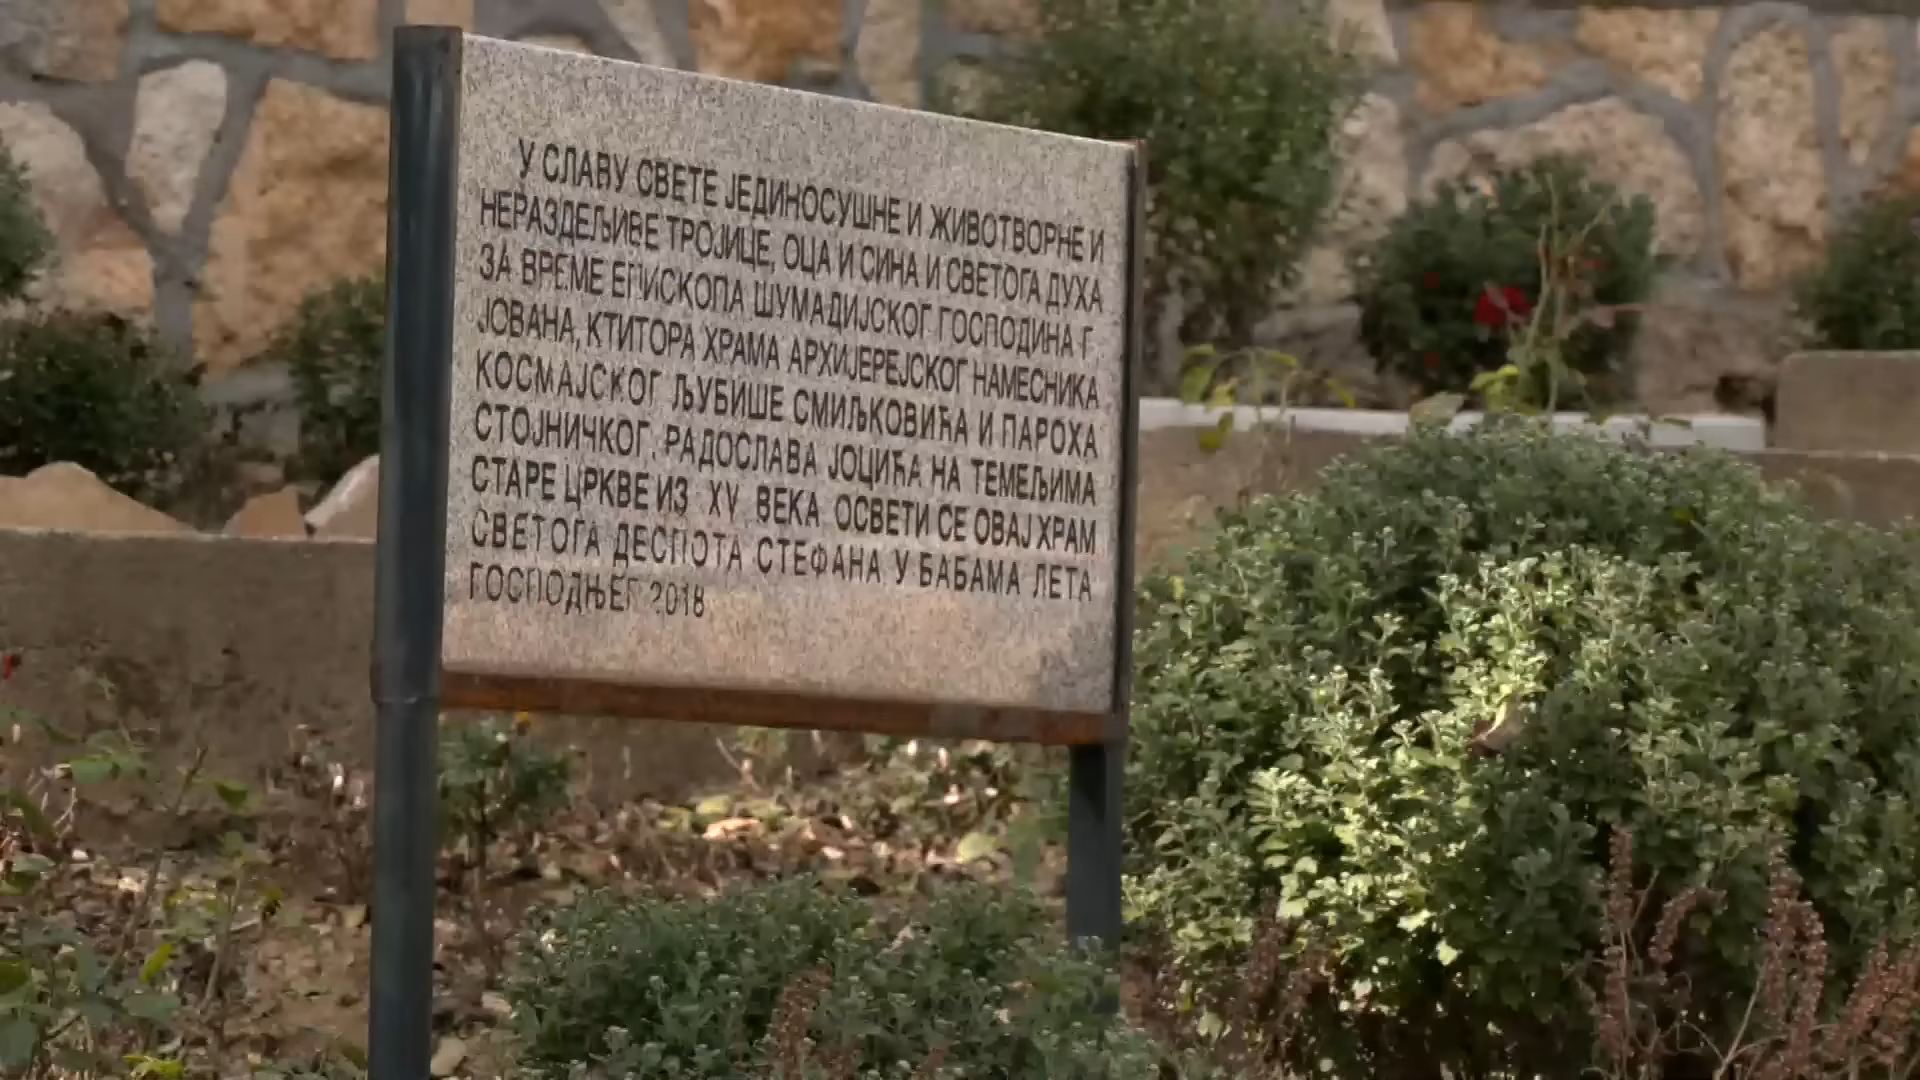 У СЛАВУ СВЕТЕ ЈЕДИНОСУШНЕ И ЖИВОТВОРНЕ И
НЕРАЗДЕЉИВЕ ТРОЈИЦЕ, ОЦА И СИНА И СВЕТОГА ДУХА
ЗА ВРЕМЕ ЕПИСКОПА ШУМАДИЈСКОГ ГОСПОДИНА Г.
ЈОВАНА, КТИТОРА ХРАМА АРХИЈЕРЕЈСКОГ НАМЕСНИКА
КОСМАЈСКОГ ЉУБИШЕ СМИЉКОВИЋА И ПАРОХА
СТОЈНИЧКОГ, РАДОСЛАВА ЈОЦИЋА НА ТЕМЕЉИМА
СТАРЕ ЦРКВЕ ИЗ XV ВЕКА ОСВЕТИ СЕ ОВАЈ ХРАМ
СВЕТОГА ДЕСПОТА СТЕФАНА У БАБАМА ЛЕТА
ГОСПОДЊЕГ 2018